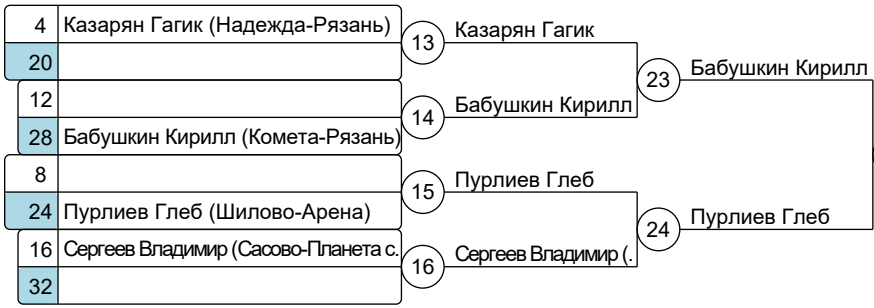 4 Казарян Гагик (Надежда-Рязань)
13 Казарян Гагик
20
23 Бабушкин Кирилл
12
14 Бабушкин Кирилл
28 Бабушкин Кирилл (Комета-Рязань)
8
15 Пурлиев Глеб
24 Пурлиев Глеб (Шилово-Арена)
24 Пурлиев Глеб
16 Сергеев Владимир (Сасово-Планета с.
16 Сергеев Владимир (.
32